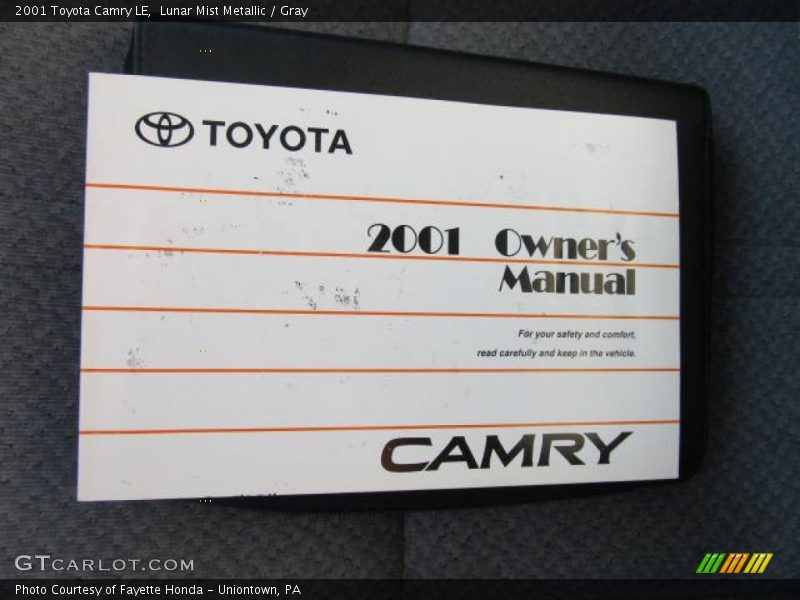 2001 Toyota Camry LE,  Lunar Mist Metallic / Gray
TOYOTA
2001 Owner's
Manual
For your safety and comfort,
read carefully and keep in the vehicle.
CAMRY
GTCARLOT.COM
Photo Courtesy of Fayette Honda - Uniontown, PA